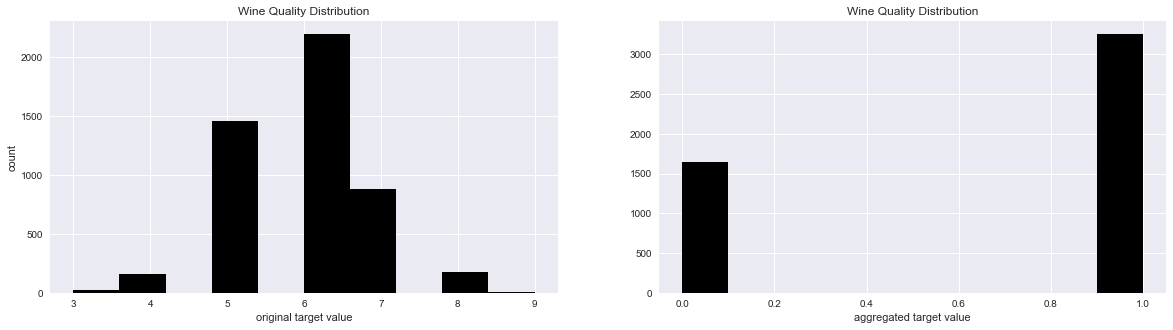 Wine Quality Distribution
2000
1500
1000
500
0
count
3 4 5 6 7 8 9
original target value
Wine Quality Distribution
3000
2500
2000
1500
1000
500
0
0.0 0.2 0.4 0.6 0.8 1.0
aggregated target value